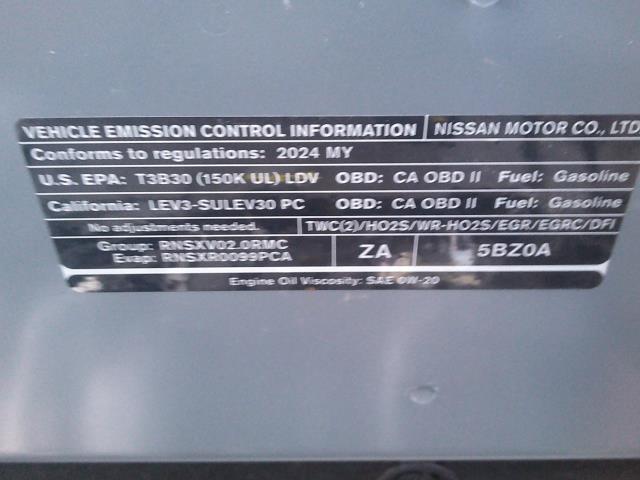 VEHICLE EMISSION CONTROL INFORMATION NISSAN MOTOR CO., LTD
Conforms to regulations: 2024 MY
U.S. EPA: T3B30 (150K UL) LDV OBD: CA OBD II Fuel: Gasoline
California: LEV3-SULEV30 PC OBD: CA OBD II Fuel: Gasoline
No adjustments needed. TWC(2)/HO2S/WR-HO2S/EGR/EGRC/DFI
Group: RNSXV02.0RMC
Evap: RNSXR0099PCA
ZA 5BZ0A
Engine Oil Viscosity: SAE 0W-20